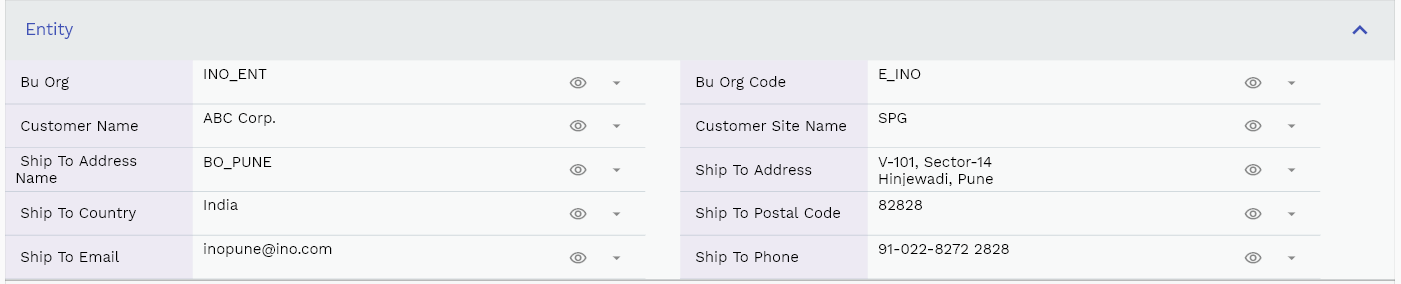 Entity
Bu Org INO_ENT Bu Org Code E_INO
Customer Name ABC Corp. Customer Site Name SPG
Ship To Address
Name BO_PUNE Ship To Address V-101, Sector-14
Hinjewadi, Pune
Ship To Country India Ship To Postal Code 82828
Ship To Email inopune@ino.com Ship To Phone 91-022-8272 2828